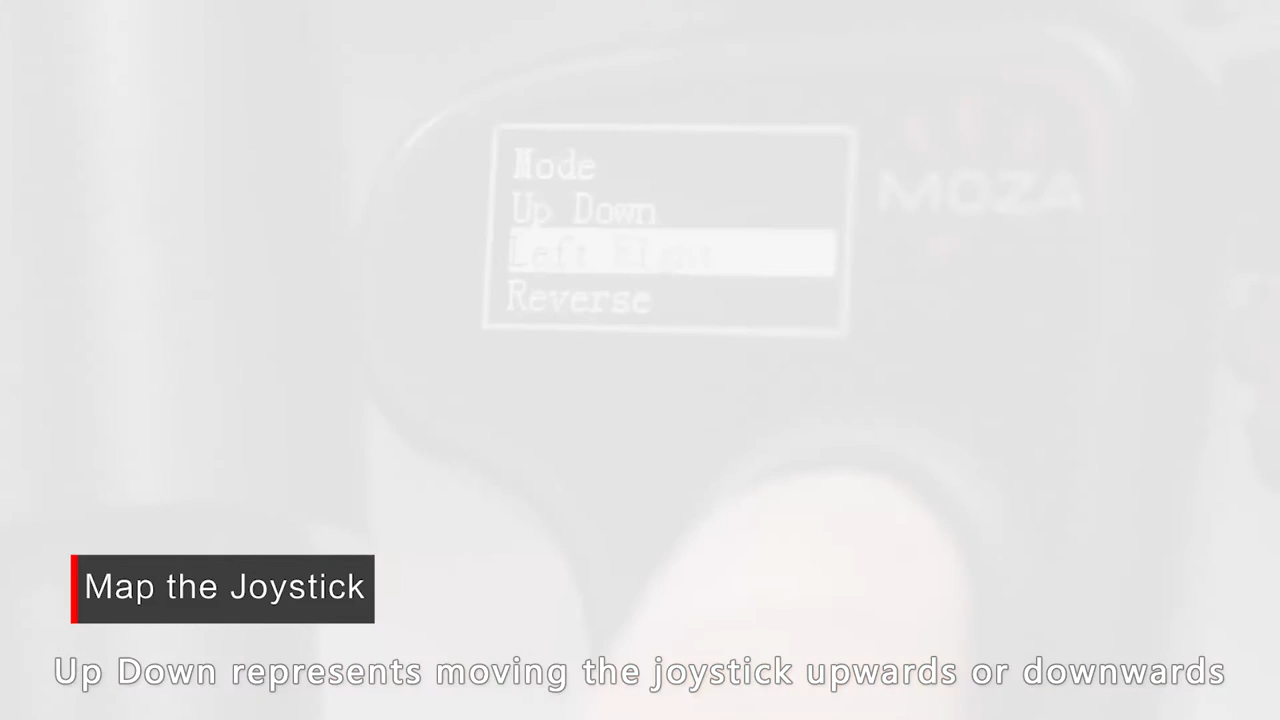 Mode
Up Down
MOZA
Left Right
Reverse
Map the Joystick
Up Down represents moving the joystick upwards or downwards